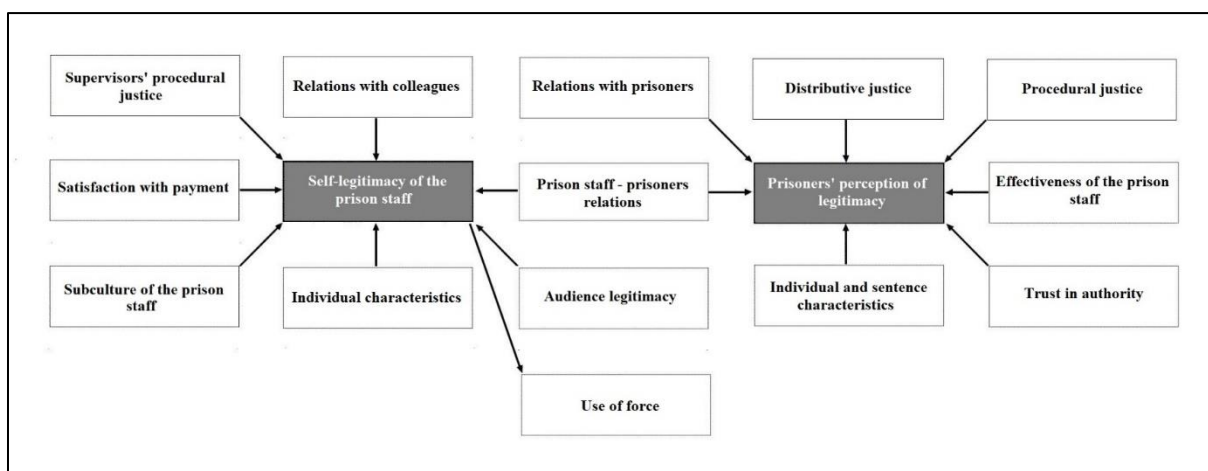 Supervisors' procedural
justice
Relations with colleagues
Relations with prisoners
Distributive justice
Procedural justice
Satisfaction with payment
Self-legitimacy of the
prison staff
Prison staff - prisoners
relations
Prisoners' perception of
legitimacy
Effectiveness of the prison
staff
Subculture of the prison
staff
Individual characteristics
Audience legitimacy
Individual and sentence
characteristics
Trust in authority
Use of force